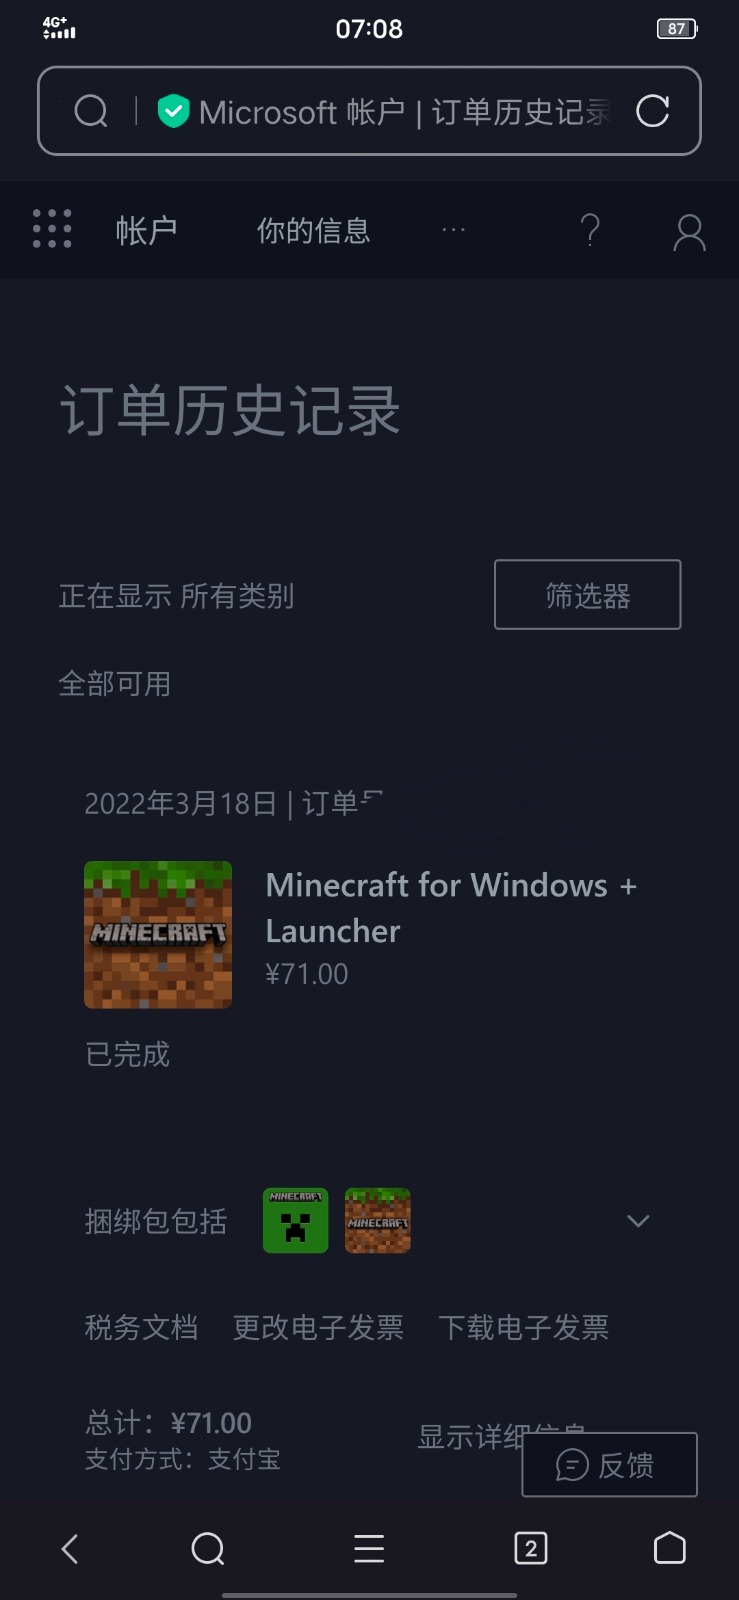 4G+
07:08
87
Microsoft 帐户 | 订单历史记录
帐户
你的信息
...
?
订单历史记录
正在显示 所有类别
筛选器
全部可用
2022年3月18日 | 订单
MINECRAFT
Minecraft for Windows +
Launcher
¥71.00
已完成
捆绑包包括
MINECRAFT
MINECRAFT
税务文档
更改电子发票
下载电子发票
总计：¥71.00
显示详细信息
支付方式：支付宝
反馈
2